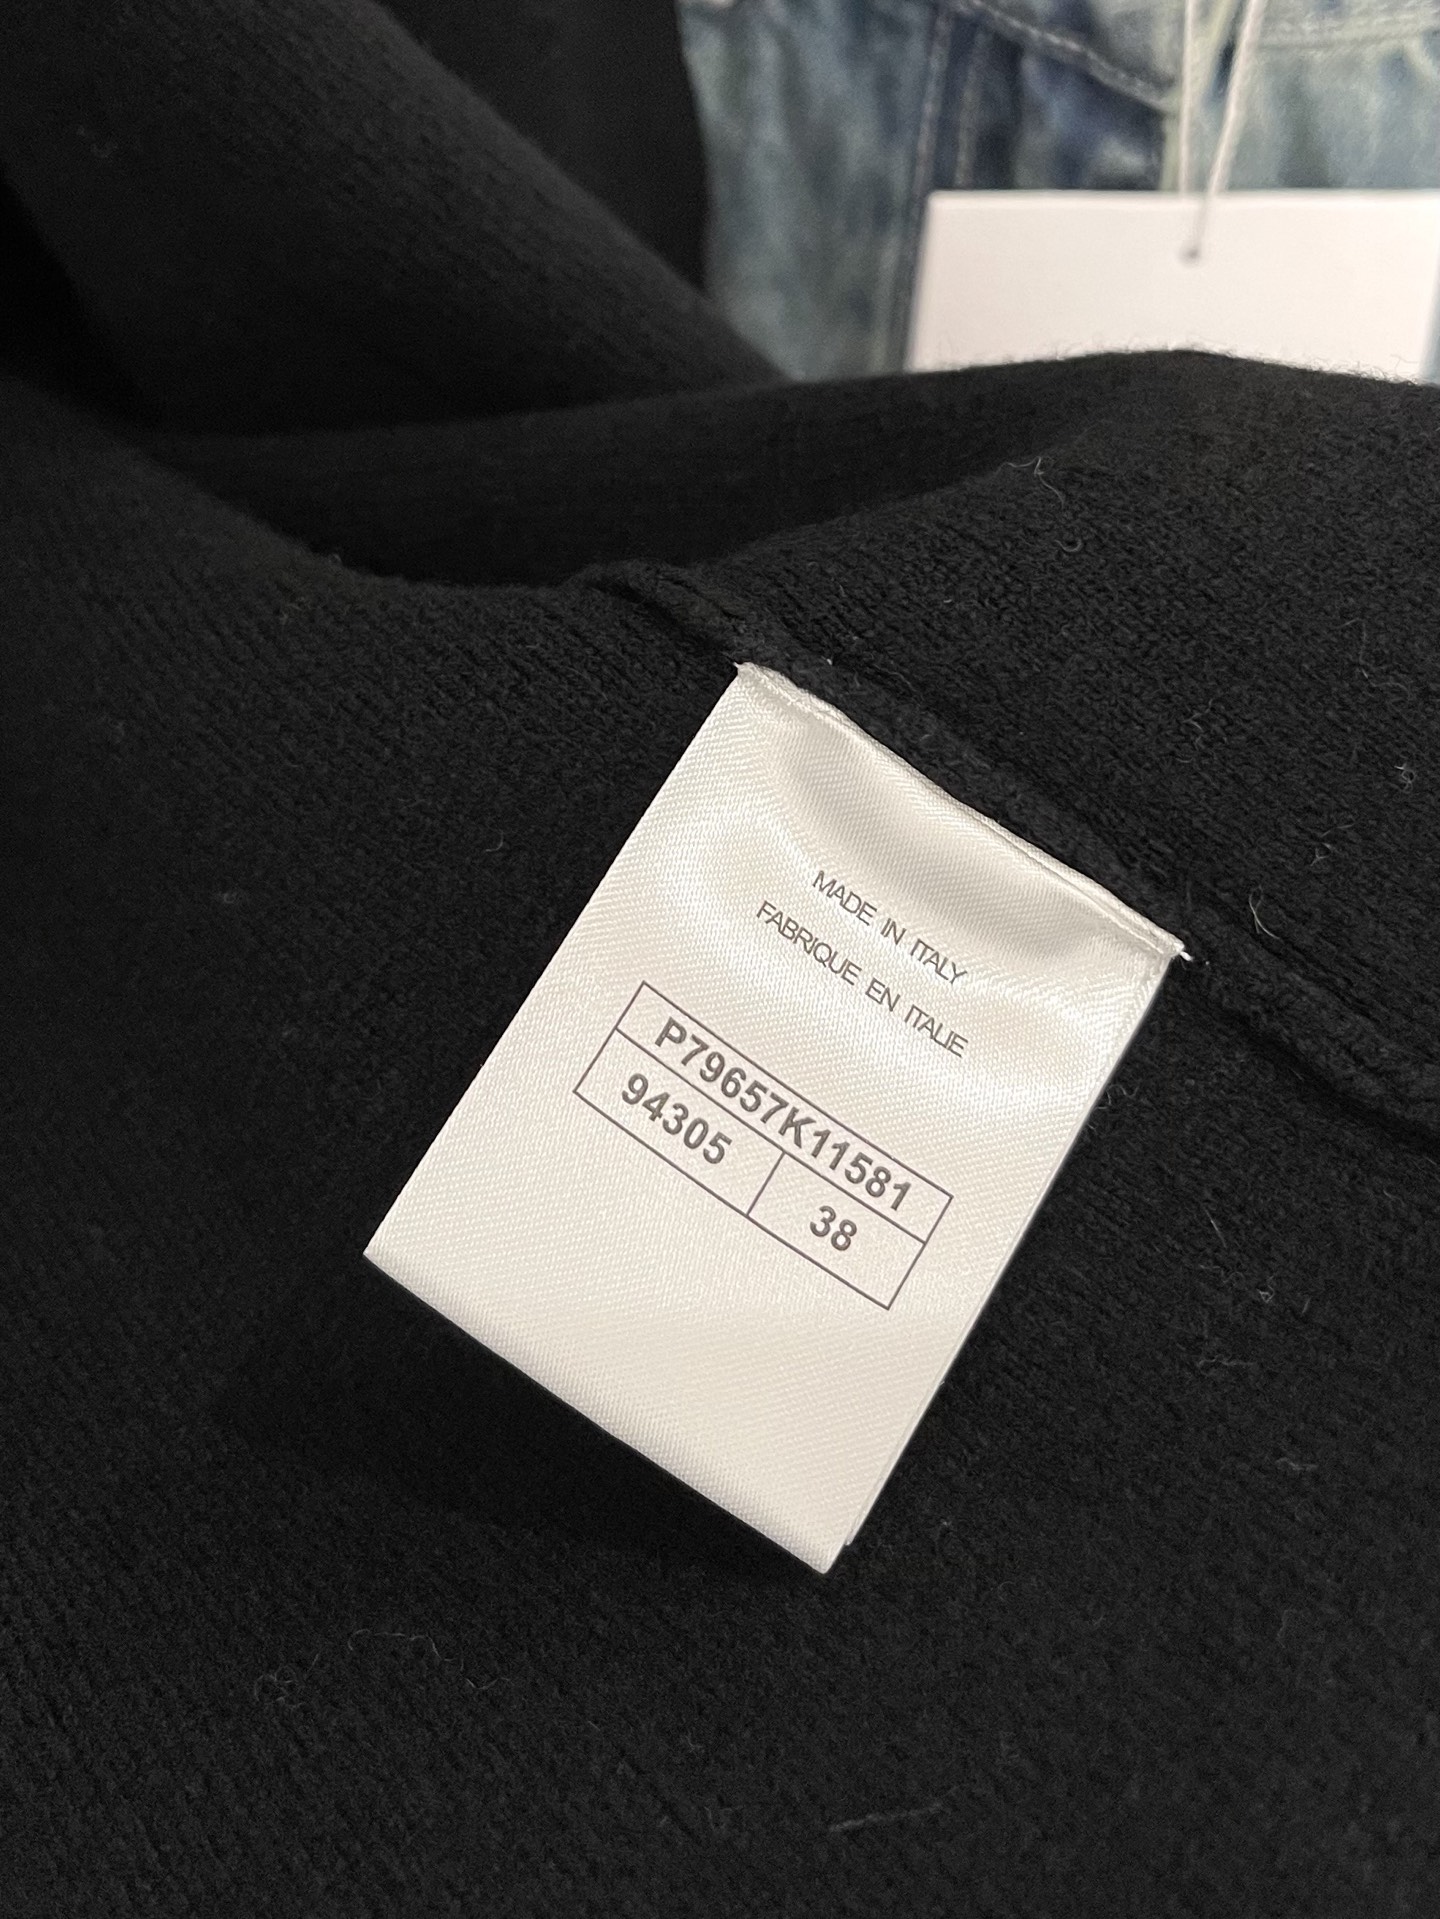 MADE IN ITALY
FABRIQUE EN ITALIE
P79657K11581
94305 38